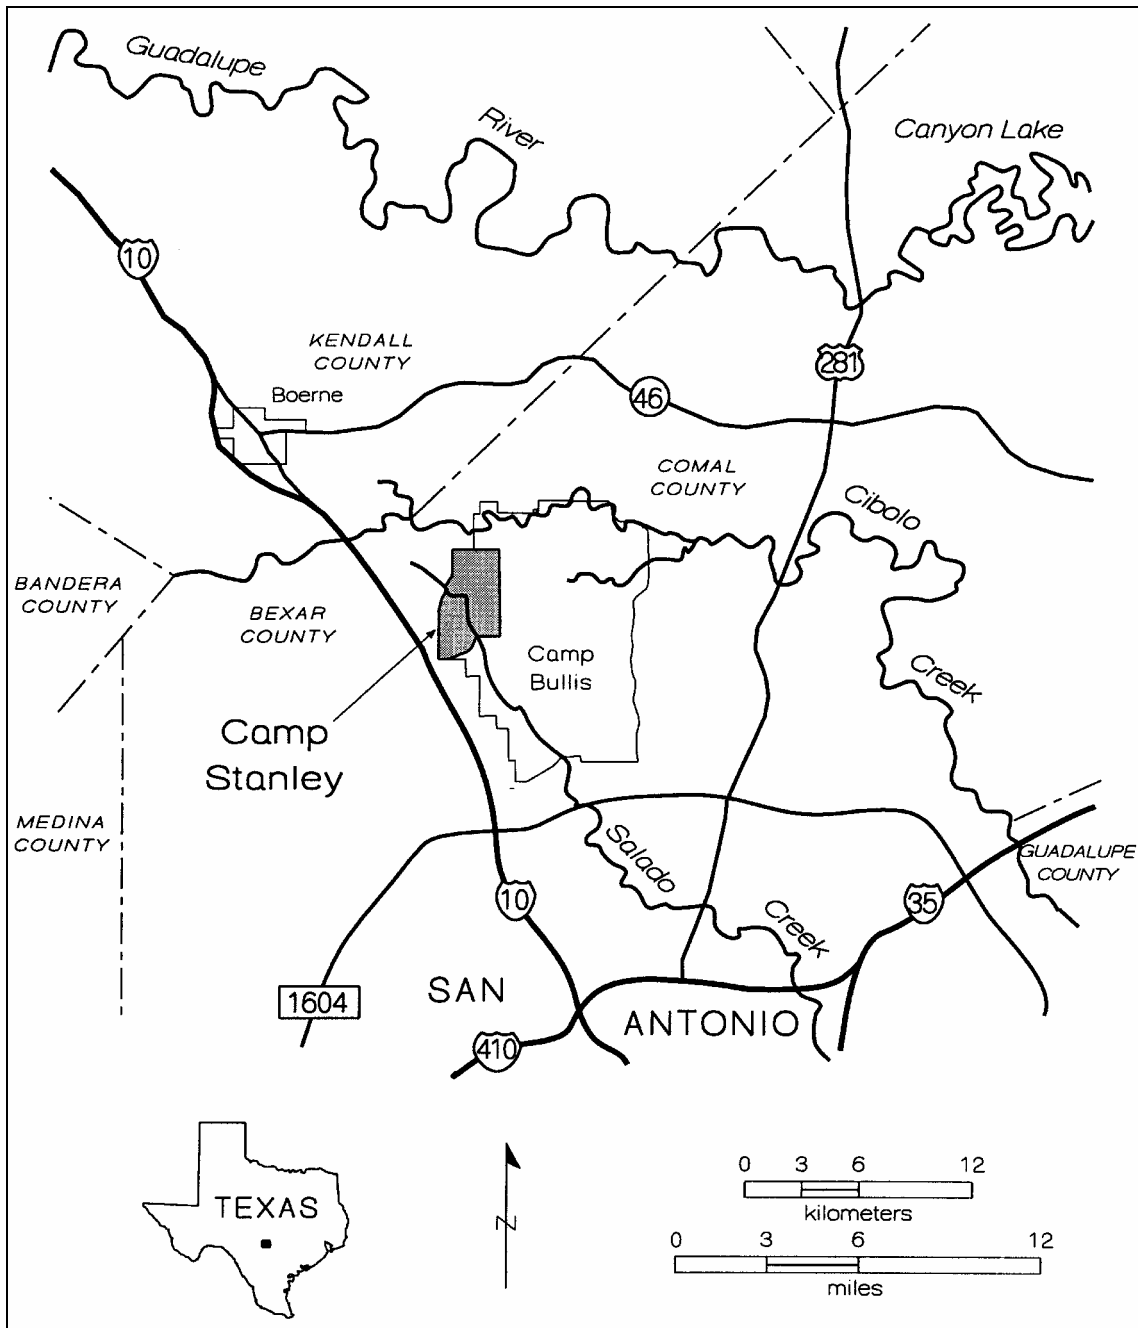 Guadalupe
River
Canyon Lake
10
KENDALL
COUNTY
281
Boerne
46
COMAL
COUNTY
Cibolo
BANDERA
COUNTY
BEXAR
COUNTY
Camp
Bullis
Creek
Camp
Stanley
MEDINA
COUNTY
Salado
GUADALUPE
COUNTY
10
35
Creek
1604
SAN
ANTONIO
410
TEXAS
N
0 3 6 12
kilometers
0 3 6 12
miles